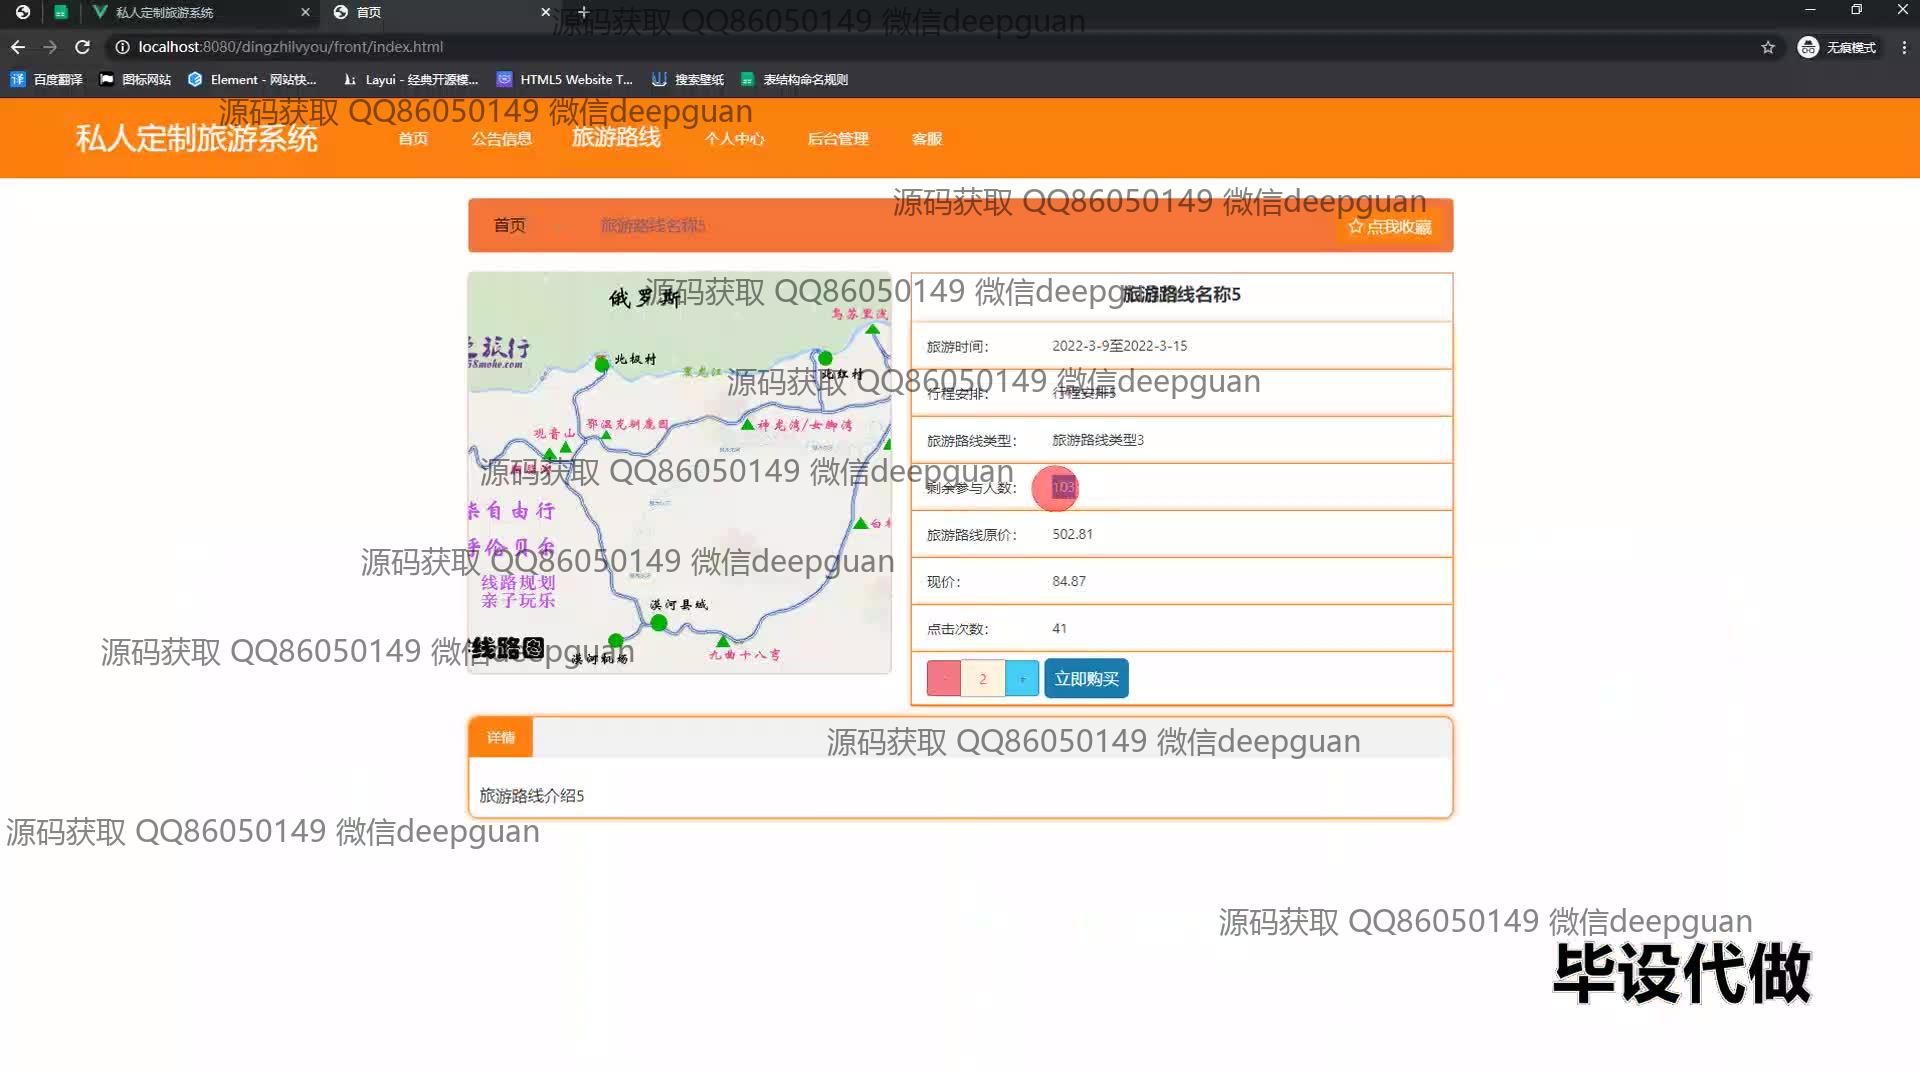 私人定制旅游系统
首页
源码获取 QQ86050149 微信deepguan
localhost:8080/dingzhilvyou/front/index.html
无痕模式
百度翻译
图标网站
Element - 网站快...
Layui - 经典开源模...
HTML5 Website T...
搜索壁纸
表结构命名规则
源码获取 QQ86050149 微信deepguan
私人定制旅游系统
首页
公告信息
旅游路线
个人中心
后台管理
客服
源码获取 QQ86050149 微信deepguan
首页
旅游路线名称5
点我收藏
源码获取 QQ86050149 微信deepguan
俄罗斯
旅游路线名称5
乌苏里浅
旅行
旅游时间：
2022-3-9至2022-3-15
北极村
黑龙江
北红村
源码获取 QQ86050149 微信deepguan
行程安排：
行程安排5
观音山
鄂温克驯鹿园
神龙湾/女脚湾
旅游路线类型：
旅游路线类型3
源码获取 QQ86050149 微信deepguan
剩余参与人数：
103
自由行
旅游路线原价：
502.81
呼伦贝尔
源码获取 QQ86050149 微信deepguan
线路规划
亲子玩乐
现价：
84.87
漠河县城
点击次数：
41
源码获取 QQ86050149 微信deepguan
线路图
漠河机场
九曲十八弯
-
2
+
立即购买
详情
源码获取 QQ86050149 微信deepguan
旅游路线介绍5
源码获取 QQ86050149 微信deepguan
源码获取 QQ86050149 微信deepguan
毕设代做